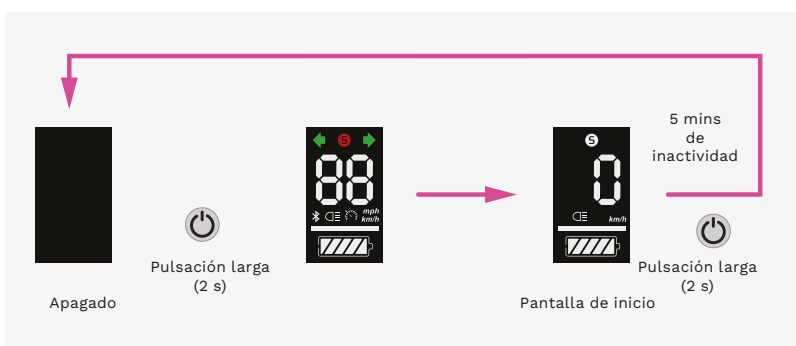 5 mins
de
inactividad
S
88
mph
km/h
S
0
km/h
Pulsación larga
(2 s)
Apagado
Pulsación larga
(2 s)
Pantalla de inicio